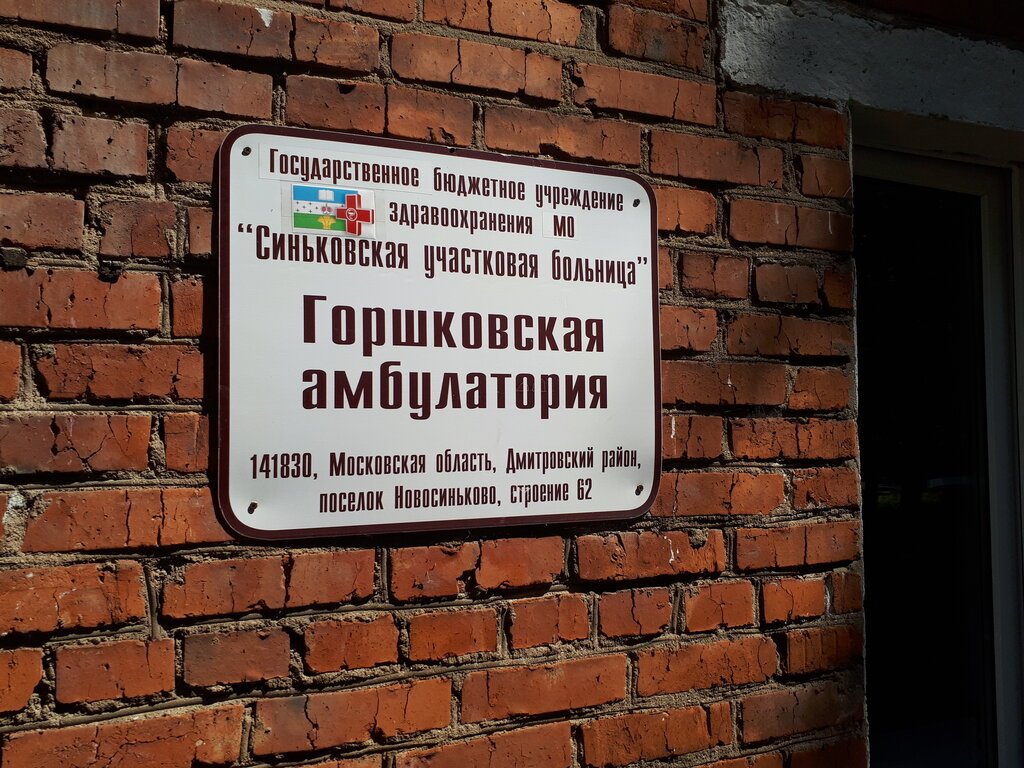 Государственное бюджетное учреждение
здравоохранения МО
“Синьковская участковая больница”
Горшковская
амбулатория
141830, Московская область, Дмитровский район,
поселок Новосиньково, строение 62